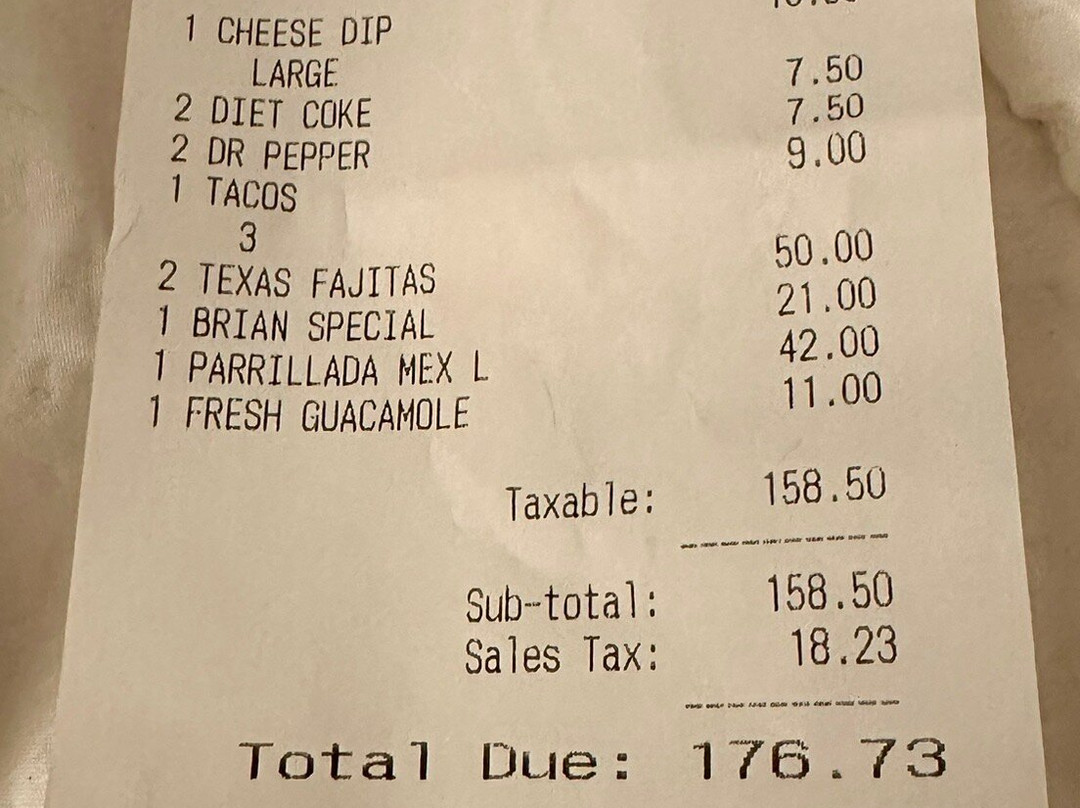 1 CHEESE DIP
LARGE
2 DIET COKE 7.50
2 DR PEPPER 7.50
1 TACOS 9.00
3
2 TEXAS FAJITAS 50.00
1 BRIAN SPECIAL 21.00
1 PARRILLADA MEX L 42.00
1 FRESH GUACAMOLE 11.00
Taxable: 158.50
Sub-total: 158.50
Sales Tax: 18.23
Total Due: 176.73